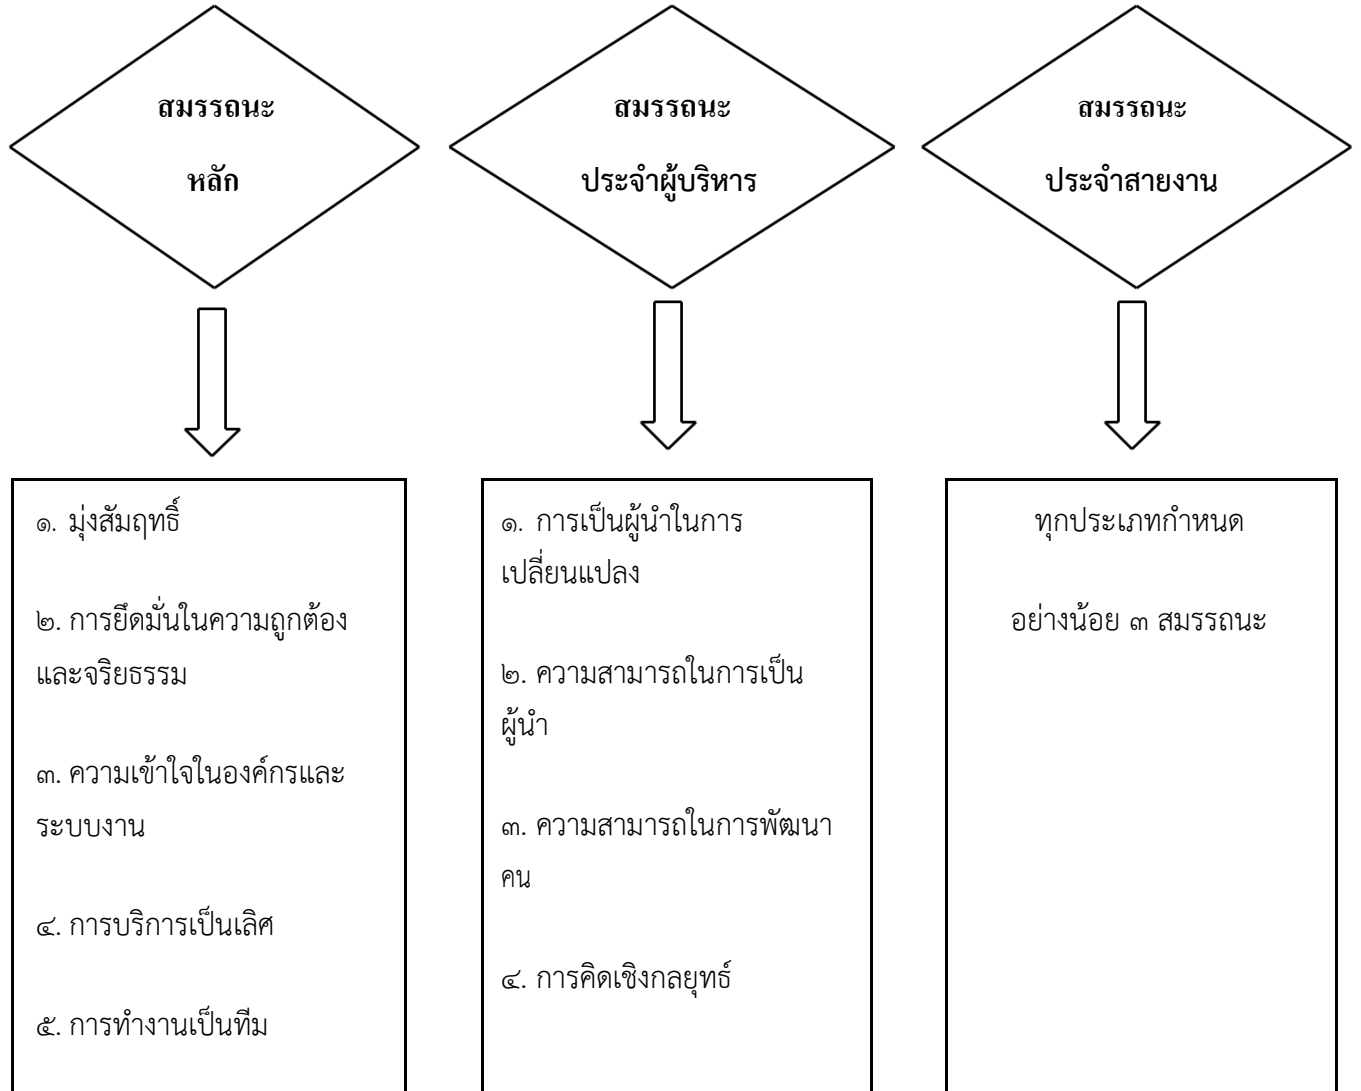 สมรรถนะ
หลัก
สมรรถนะ
ประจำผู้บริหาร
สมรรถนะ
ประจำสายงาน
๑. มุ่งสัมฤทธิ์
๒. การยึดมั่นในความถูกต้อง
และจริยธรรม
๓. ความเข้าใจในองค์กรและ
ระบบงาน
๔. การบริการเป็นเลิศ
๕. การทำงานเป็นทีม
๑. การเป็นผู้นำในการ
เปลี่ยนแปลง
๒. ความสามารถในการเป็น
ผู้นำ
๓. ความสามารถในการพัฒนา
คน
๔. การคิดเชิงกลยุทธ์
ทุกประเภทกำหนด
อย่างน้อย ๓ สมรรถนะ